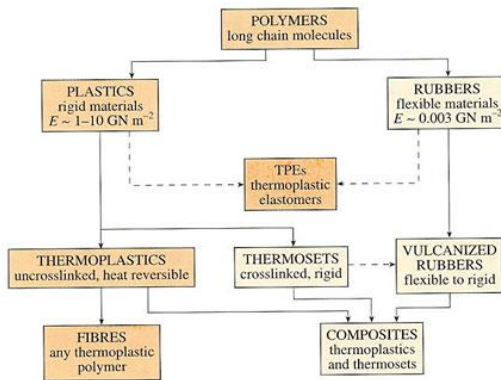 POLYMERS
long chain molecules
PLASTICS
rigid materials
E ~ 1–10 GN m⁻²
RUBBERS
flexible materials
E ~ 0.003 GN m⁻²
TPEs
thermoplastic
elastomers
THERMOPLASTICS
uncrosslinked, heat reversible
THERMOSETS
crosslinked, rigid
VULCANIZED
RUBBERS
flexible to rigid
FIBRES
any thermoplastic
polymer
COMPOSITES
thermoplastics
and thermosets